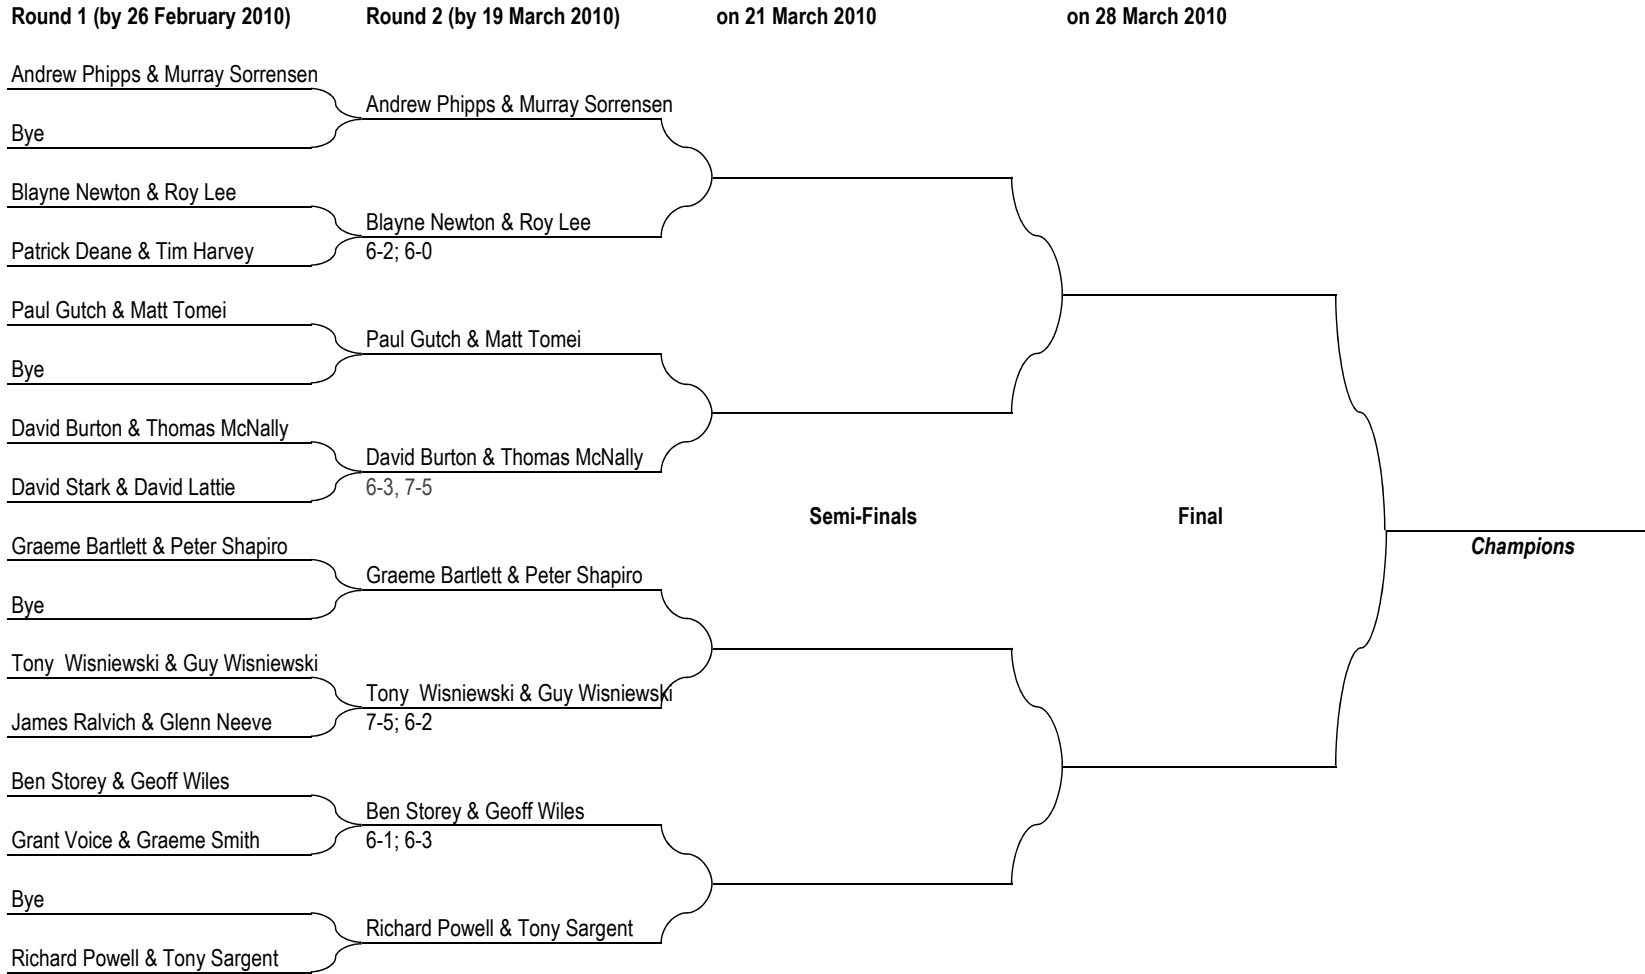 Round 1 (by 26 February 2010) Round 2 (by 19 March 2010) on 21 March 2010 on 28 March 2010
Andrew Phipps & Murray Sorrensen
Andrew Phipps & Murray Sorrensen
Bye
Blayne Newton & Roy Lee
Blayne Newton & Roy Lee
Patrick Deane & Tim Harvey 6-2; 6-0
Paul Gutch & Matt Tomei
Paul Gutch & Matt Tomei
Bye
David Burton & Thomas McNally
David Burton & Thomas McNally
David Stark & David Lattie 6-3, 7-5
Semi-Finals Final
Graeme Bartlett & Peter Shapiro Champions
Graeme Bartlett & Peter Shapiro
Bye
Tony  Wisniewski & Guy Wisniewski
Tony  Wisniewski & Guy Wisniewski
James Ralvich & Glenn Neeve 7-5; 6-2
Ben Storey & Geoff Wiles
Ben Storey & Geoff Wiles
Grant Voice & Graeme Smith 6-1; 6-3
Bye
Richard Powell & Tony Sargent
Richard Powell & Tony Sargent